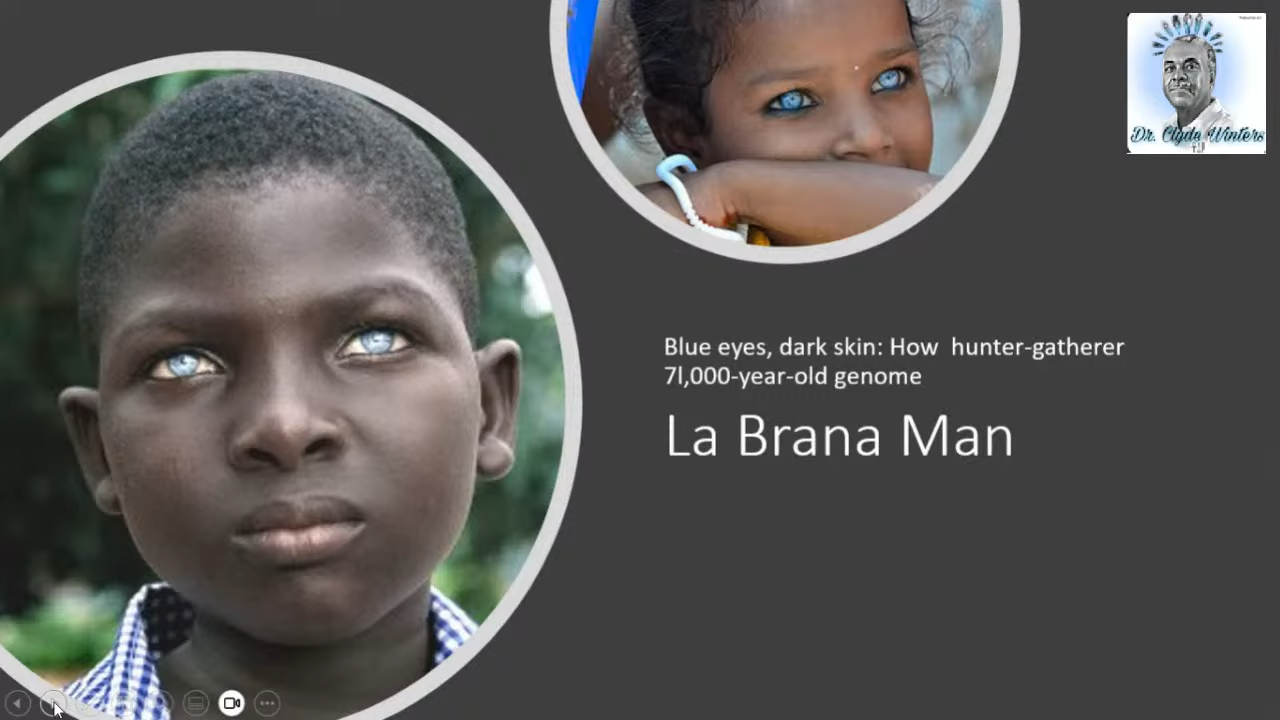 Dr. Clyde Winters
Blue eyes, dark skin: How hunter-gatherer
7l,000-year-old genome
La Brana Man